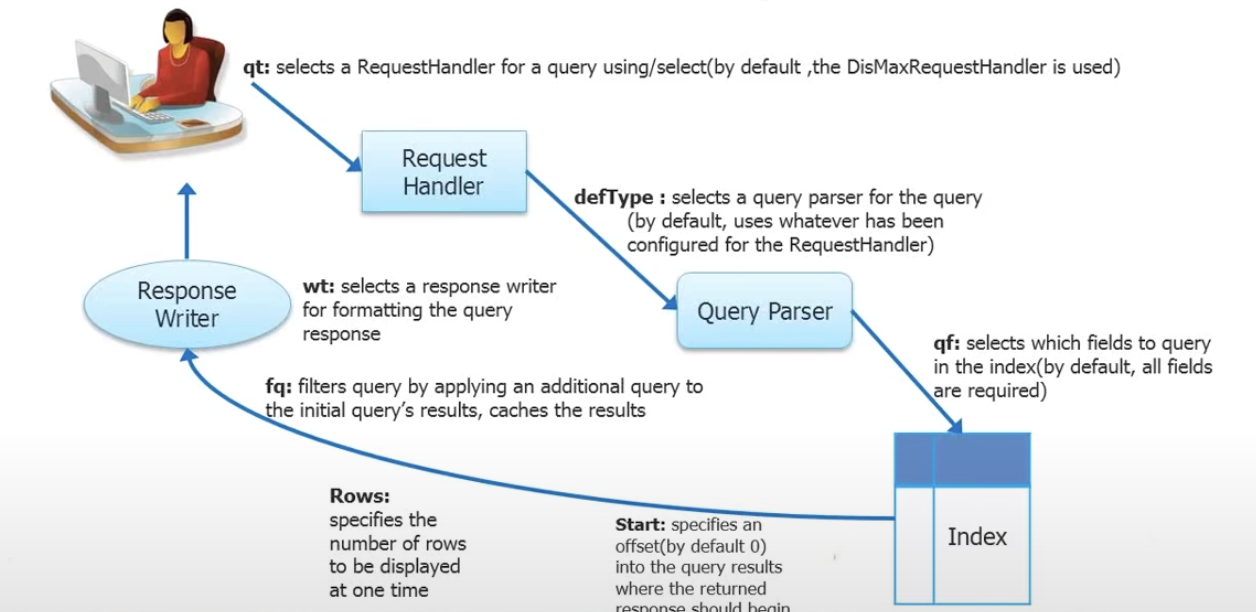 qt: selects a RequestHandler for a query using/select(by default ,the DisMaxRequestHandler is used)
Request
Handler
defType : selects a query parser for the query
(by default, uses whatever has been
configured for the RequestHandler)
Response
Writer
wt: selects a response writer
for formatting the query
response
Query Parser
qf: selects which fields to query
in the index(by default, all fields
are required)
fq: filters query by applying an additional query to
the initial query's results, caches the results
Rows:
specifies the
number of rows
to be displayed
at one time
Start: specifies an
offset(by default 0)
into the query results
where the returned
response should begin
Index